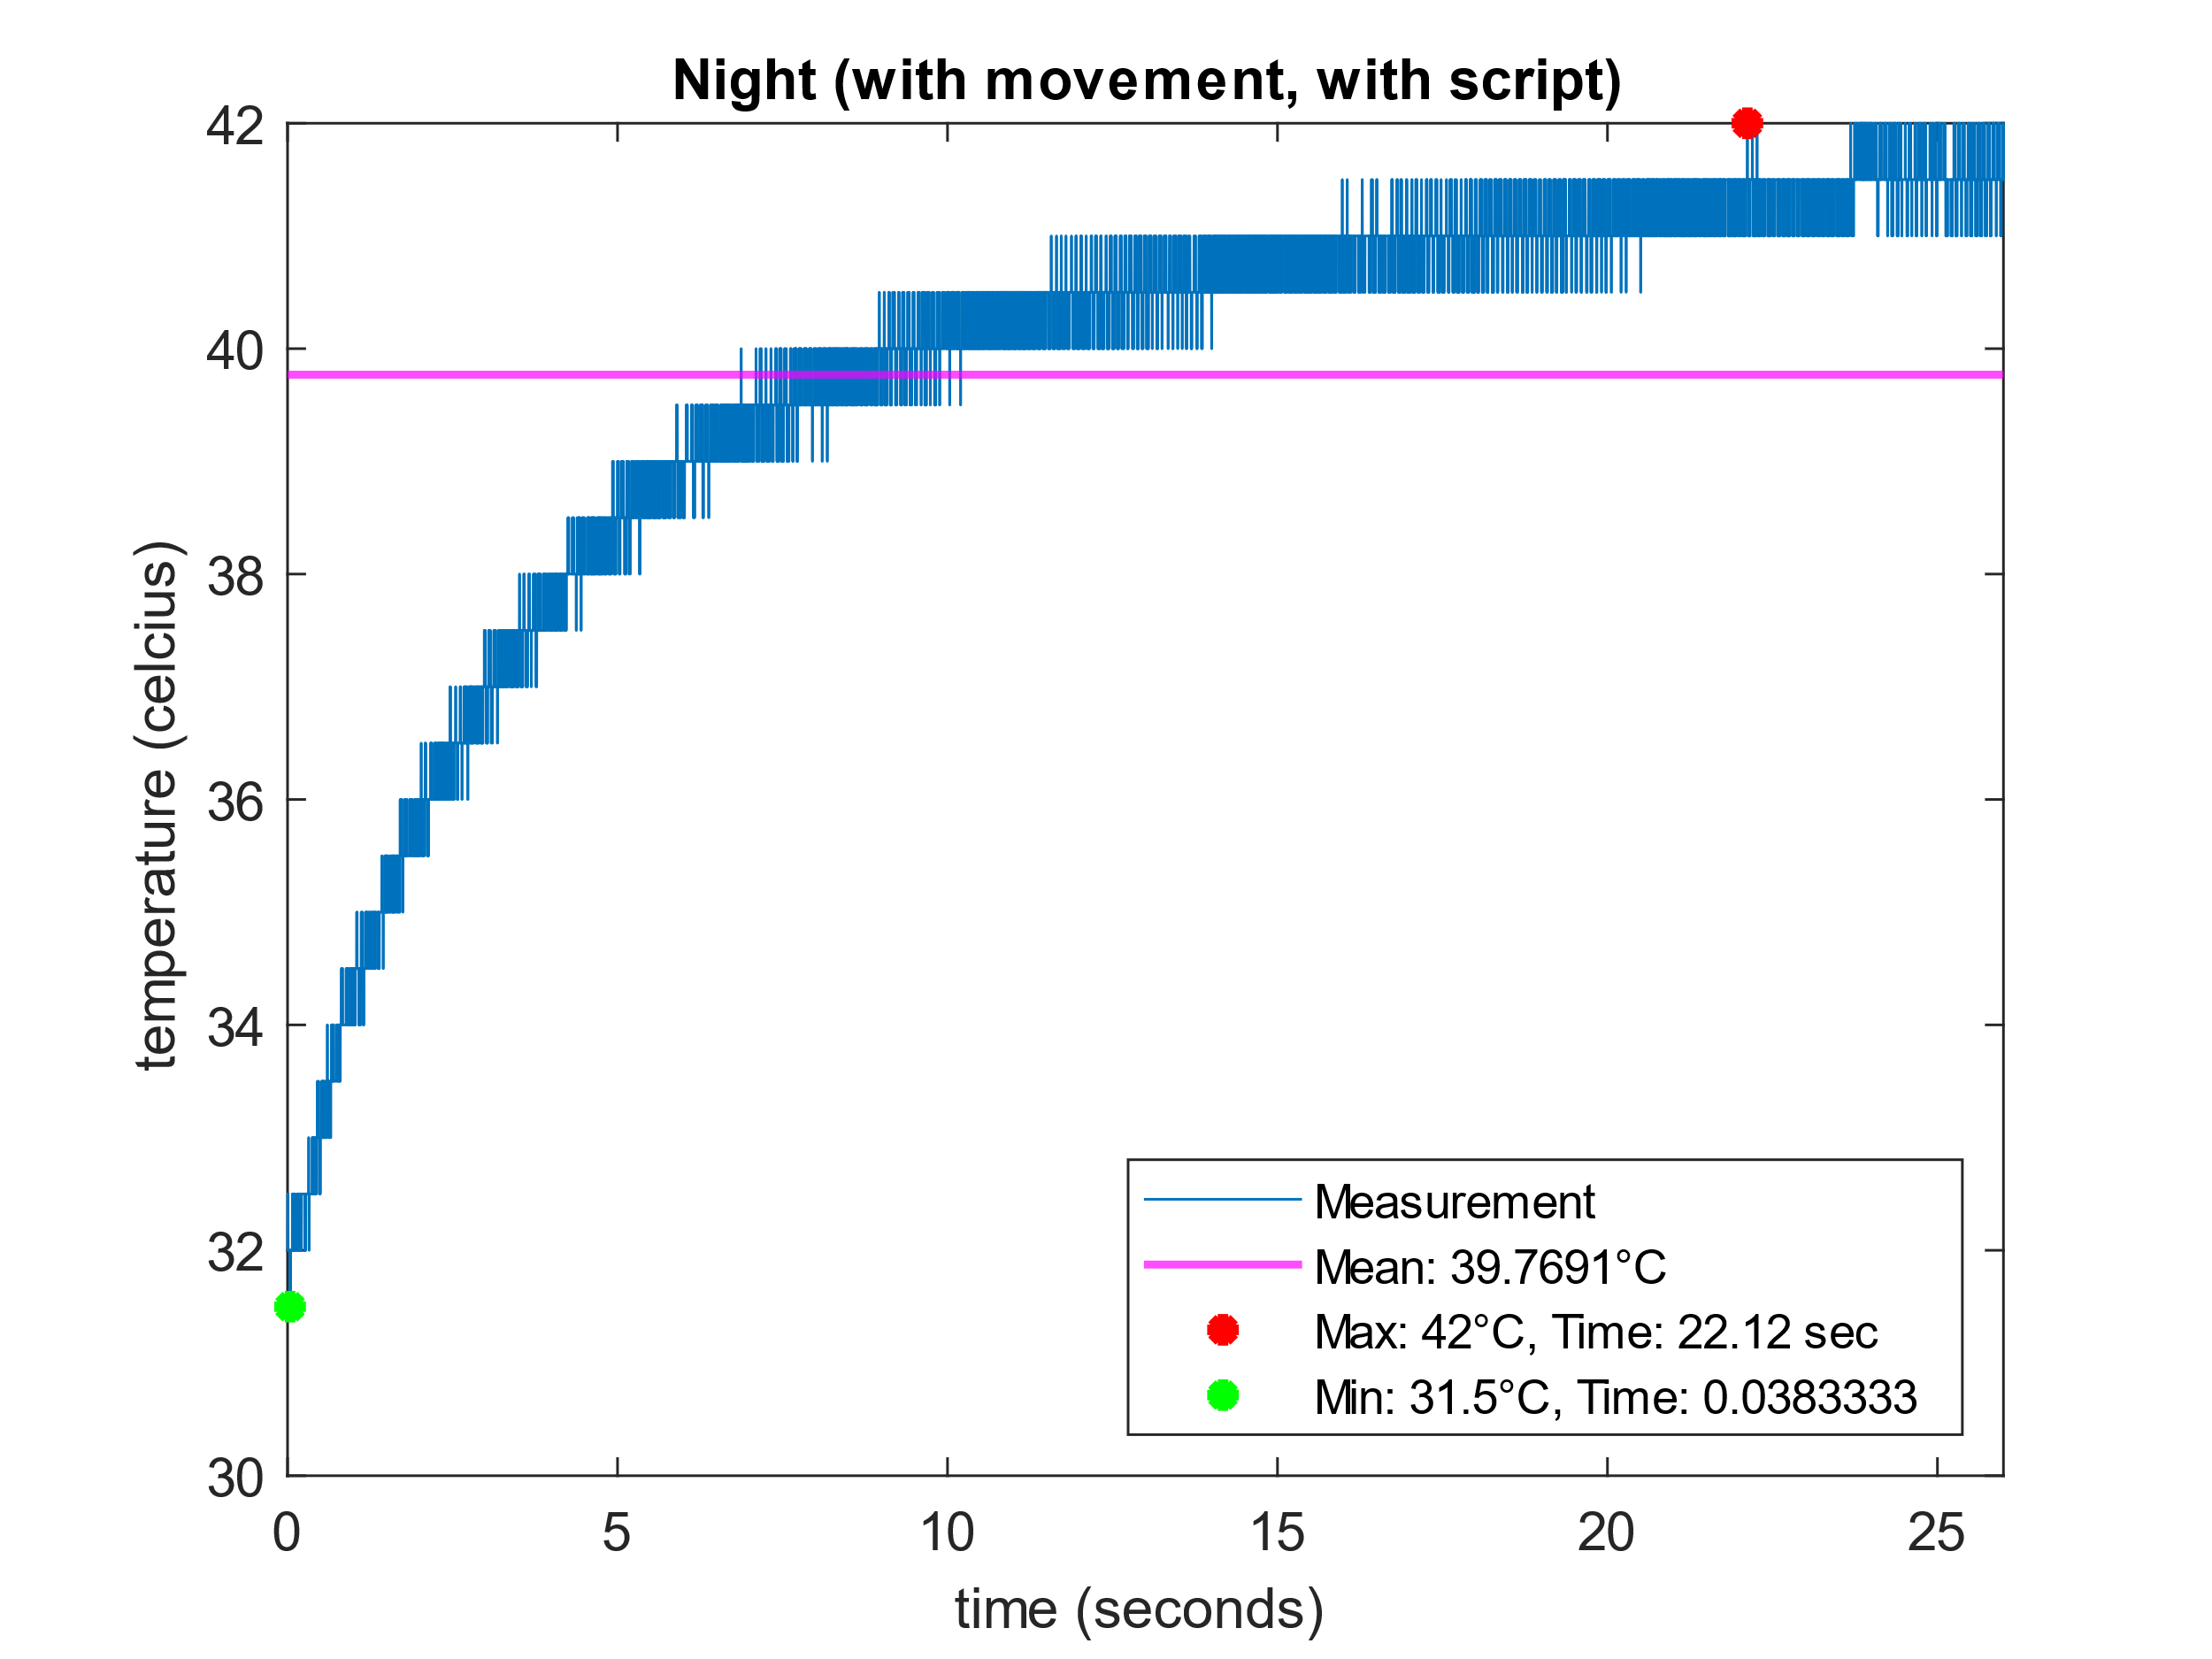 Night (with movement, with script)
42
40
38
36
34
32
30
temperature (celcius)
Measurement
Mean: 39.7691°C
Max: 42°C, Time: 22.12 sec
Min: 31.5°C, Time: 0.0383333
0 5 10 15 20 25
time (seconds)